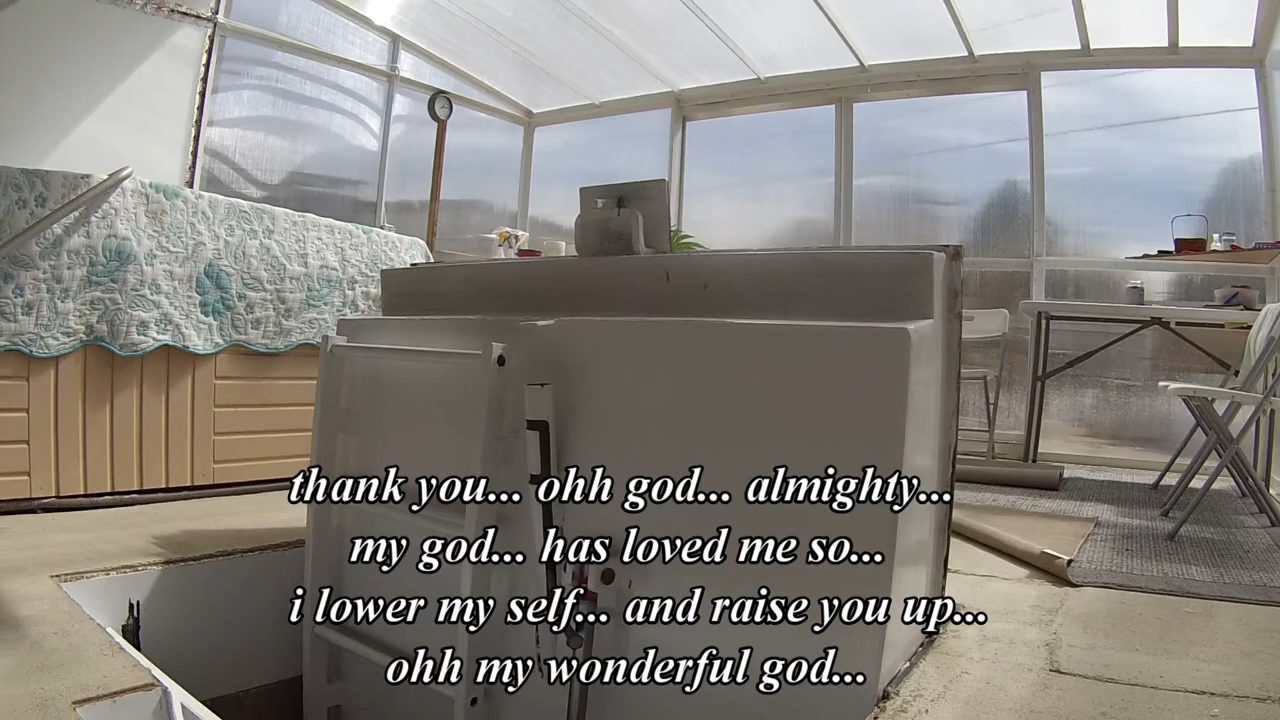 thank you... ohh god... almighty...
my god... has loved me so...
i lower my self... and raise you up...
ohh my wonderful god...